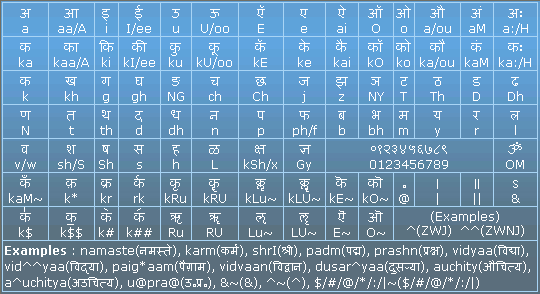 अ आ इ ई उ ऊ ऍ ए ऐ ऑ ओ औ अं अः
a aa/A i I/ee u U/oo E e ai O o a/ou aM a:/H
क का कि की कु कू कॅ के कै कॉ को कौ कं कः
ka kaa/A ki kI/ee ku kU/oo kE ke kai kO ko ka/ou kaM ka:/H
क ख ग घ ङ च छ ज झ ञ ट ठ ड ढ
k kh g gh NG ch Ch j z NY T Th D Dh
ण त थ द ध न प फ ब भ म य र ल
N t th d dh n p ph/f b bh m y r l
व श ष स ह ळ क्ष ज्ञ ०१२३४५६७८९ ॐ
v/w sh/S Sh s h L kSh/x Gy 0123456789 OM
kaM~ k* kr rk kRu kRU kLu~ kLU~ kE~ kO~ @ | || &
(Examples)
k$ k$$ k# k## Ru RU Lu~ LU~ E~ O~ ^(ZWJ) ^^(ZWNJ)
Examples : namaste(नमस्ते), karm(कर्म), shrI(श्री), padm(पद्म), prashn(प्रश्न), vidyaa(विद्या),
vid^^yaa(विद्‌या), paig*aam(पैग़ाम), vidvaan(विद्वान), dusar^yaa(दुसर्‍या), auchity(औचित्य),
a^uchitya(अउचित्य), u@pra@(उ॰प्र॰), &~(&), ^~(^), $/#/@/*/:/|~($/#/@/*/:/|)